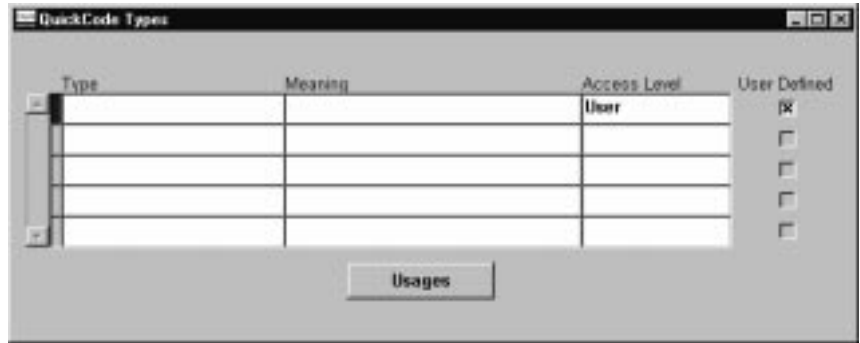 QuickCode Types
Type Meaning Access Level User Defined
User
Usages